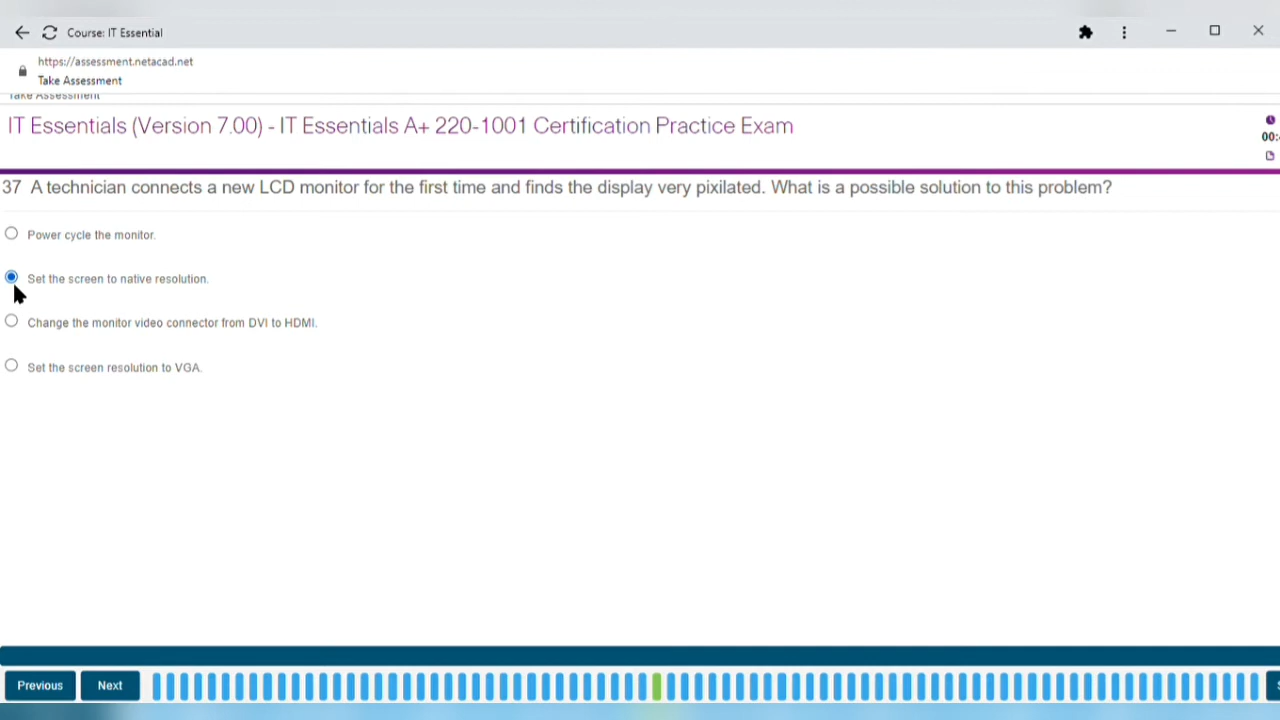 Course: IT Essential
https://assessment.netacad.net
Take Assessment
Take Assessment
IT Essentials (Version 7.00) - IT Essentials A+ 220-1001 Certification Practice Exam
00:
37 A technician connects a new LCD monitor for the first time and finds the display very pixilated. What is a possible solution to this problem?
Power cycle the monitor.
Set the screen to native resolution.
Change the monitor video connector from DVI to HDMI.
Set the screen resolution to VGA.
Previous Next